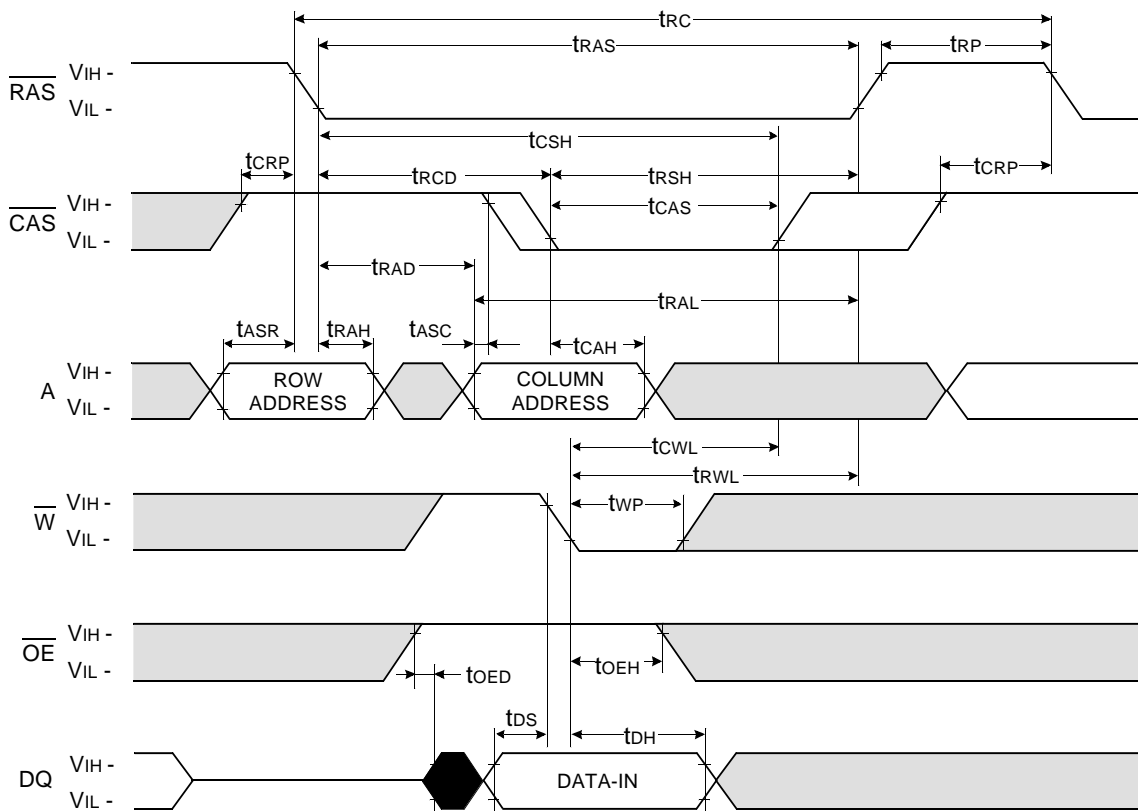 tRC
tRAS
tRP
RAS
VIH -
VIL -
tCSH
tCRP
tRCD
tRSH
tCRP
CAS
VIH -
VIL -
tCAS
tRAD
tRAL
tASR
tRAH
tASC
tCAH
A
VIH -
VIL -
ROW
ADDRESS
COLUMN
ADDRESS
tCWL
tRWL
W
VIH -
VIL -
tWP
OE
VIH -
VIL -
tOED
tOEH
tDS
tDH
DQ
VIH -
VIL -
DATA-IN